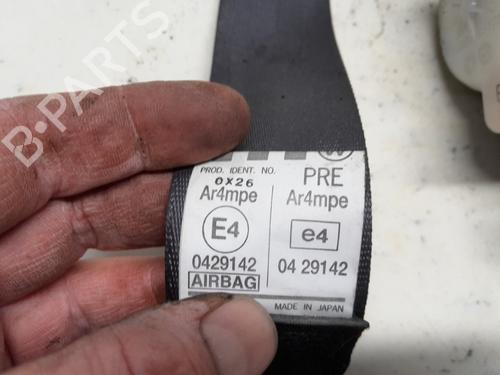 B-PARTS
PROD. IDENT. NO.
0X26
Ar4mpe
E4
0429142
AIRBAG
PRE
Ar4mpe
e4
04 29142
MADE IN JAPAN